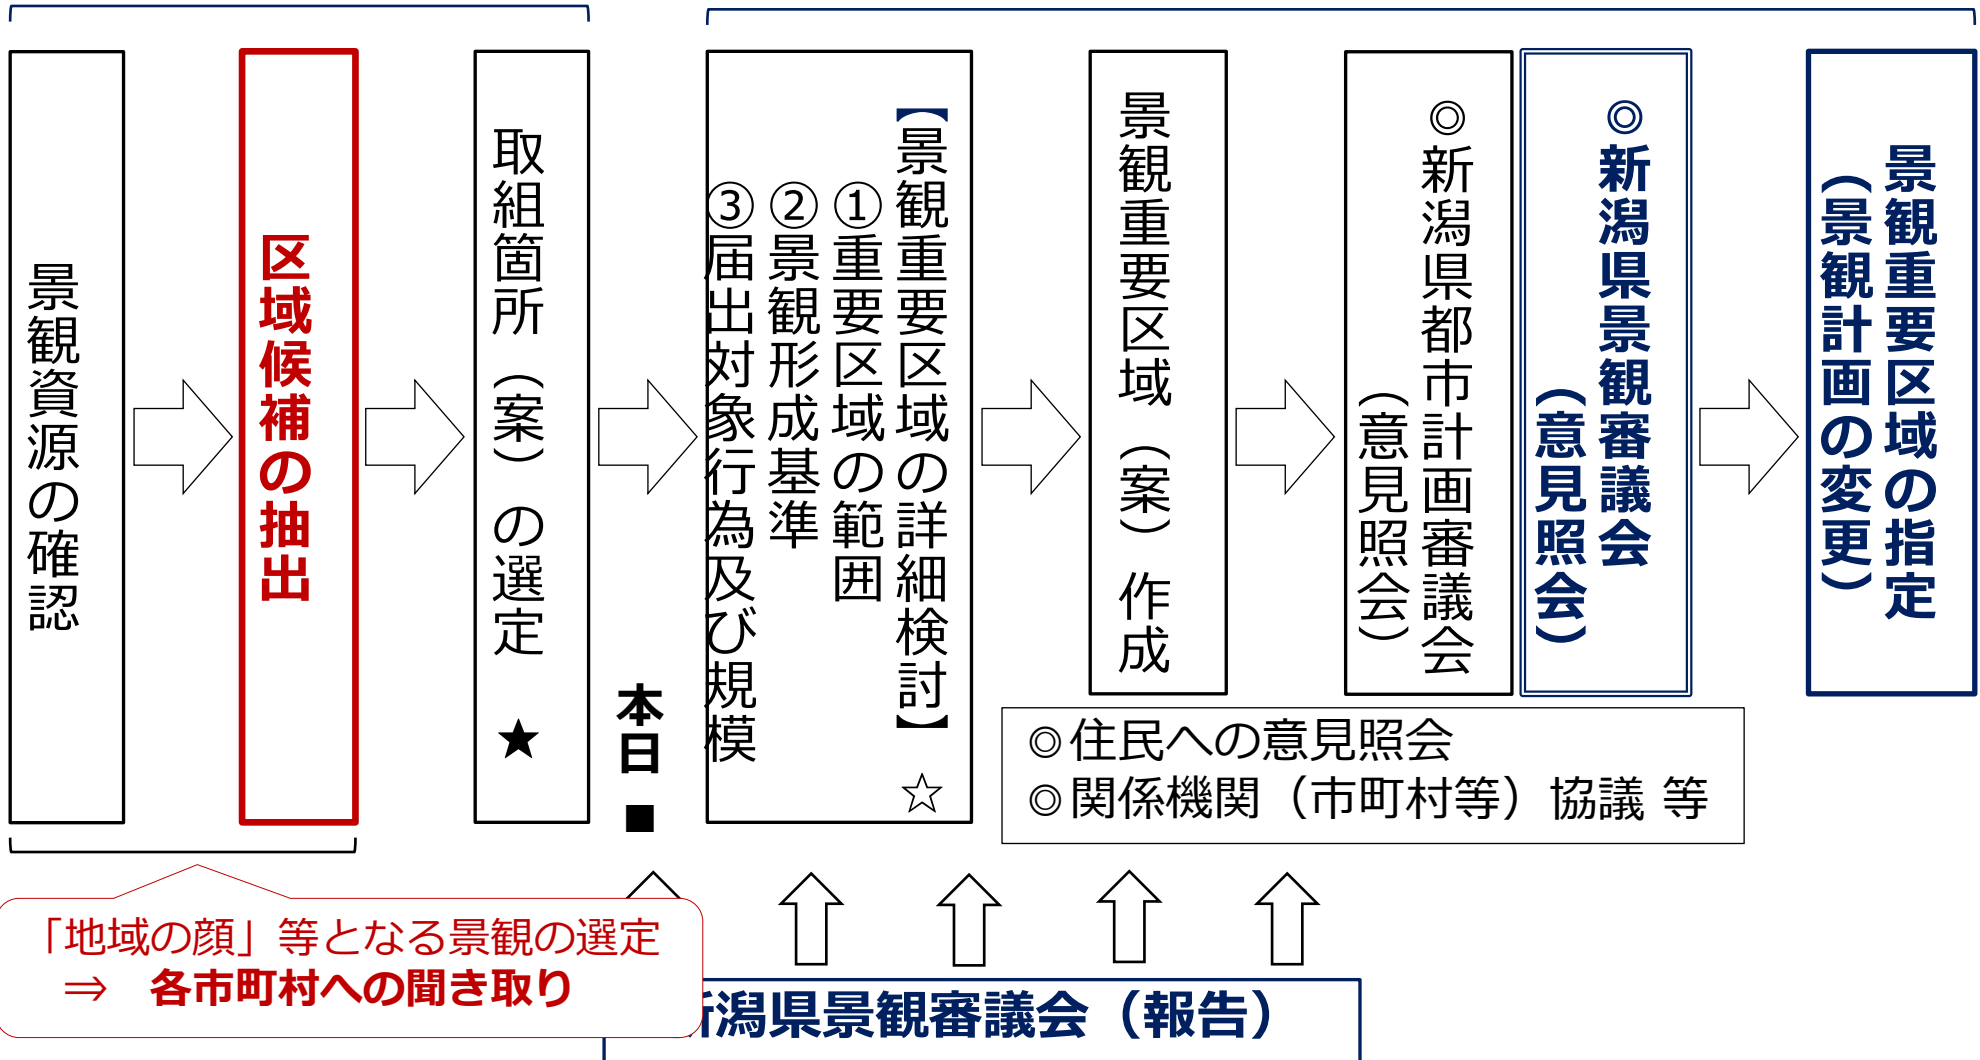 景観資源の確認
区域候補の抽出
取組箇所（案）の選定　★
本日■
【景観重要区域の詳細検討】☆
①重要区域の範囲
②景観形成基準
③届出対象行為及び規模
景観重要区域（案）作成
◎新潟県都市計画審議会
（意見照会）
◎新潟県景観審議会
（意見照会）
景観重要区域の指定
（景観計画の変更）
◎住民への意見照会
◎関係機関（市町村等）協議 等
「地域の顔」等となる景観の選定
⇒　各市町村への聞き取り
新潟県景観審議会（報告）